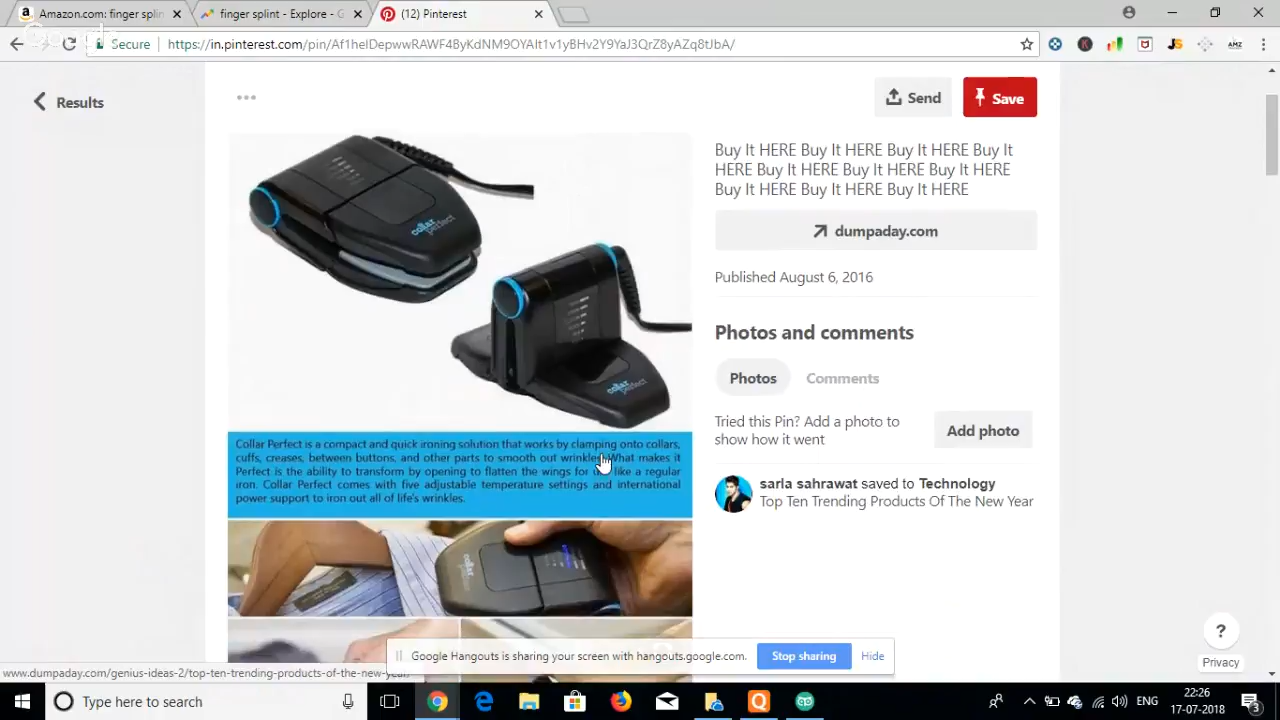 Amazon.com: finger splin
finger splint - Explore - G
(12) Pinterest
Secure
https://in.pinterest.com/pin/Af1heIDepwwRAWF4ByKdNM9OYAIt1v1yBHv2Y9YaJ3QrZ8yAZq8tJbA/
Results
Send
Save
Buy It HERE Buy It HERE Buy It HERE Buy It
HERE Buy It HERE Buy It HERE Buy It HERE
Buy It HERE Buy It HERE Buy It HERE
dumpaday.com
Published August 6, 2016
Photos and comments
Photos
Comments
Tried this Pin? Add a photo to
show how it went
Add photo
sarla sahrawat saved to Technology
Top Ten Trending Products Of The New Year
collar perfect
collar perfect
Collar Perfect is a compact and quick ironing solution that works by clamping onto collars,
cuffs, creases, between buttons, and other parts to smooth out wrinkles. What makes it
Perfect is the ability to transform by opening to flatten the wings for use like a regular
iron. Collar Perfect comes with five adjustable temperature settings and international
power support to iron out all of life's wrinkles.
Google Hangouts is sharing your screen with hangouts.google.com.
Stop sharing
Hide
?
Privacy
www.dumpaday.com/genius-ideas-2/top-ten-trending-products-of-the-new-year/
Type here to search
ENG
22:26
17-07-2018